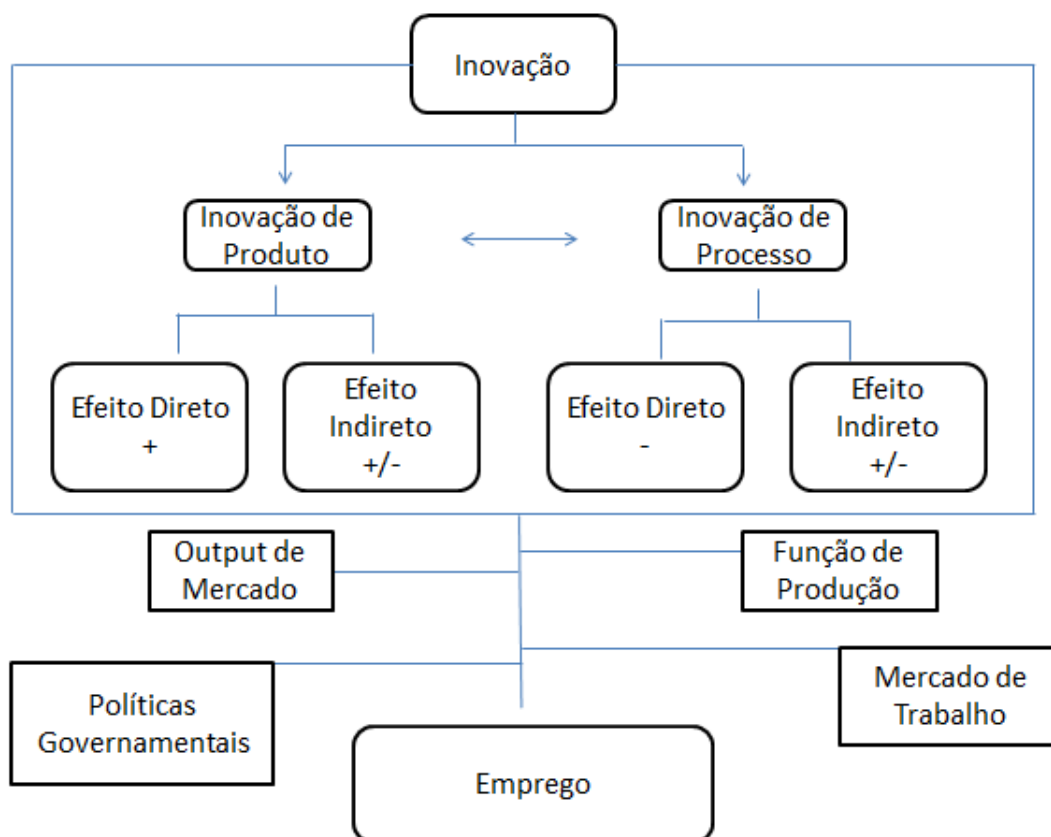 Inovação
Inovação de
Produto
Inovação de
Processo
Efeito Direto
+
Efeito
Indireto
+/-
Efeito Direto
-
Efeito
Indireto
+/-
Output de
Mercado
Função de
Produção
Políticas
Governamentais
Mercado de
Trabalho
Emprego